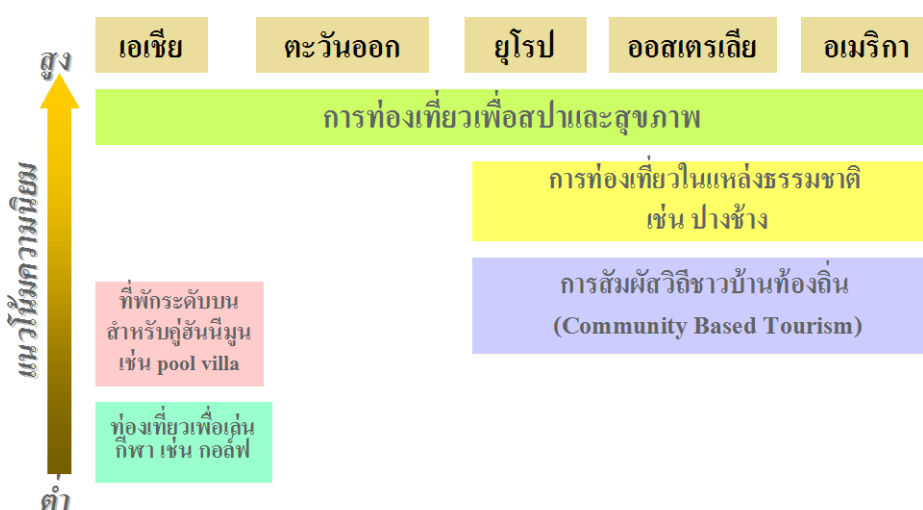 สูง
เอเชีย
ตะวันออก
ยุโรป
ออสเตรเลีย
อเมริกา
การท่องเที่ยวเพื่อสปาและสุขภาพ
การท่องเที่ยวในแหล่งธรรมชาติ
เช่น ปางช้าง
แนวโน้มความนิยม
การสัมผัสวิถีชาวบ้านท้องถิ่น
(Community Based Tourism)
ที่พักระดับบน
สำหรับคู่ฮันนีมูน
เช่น pool villa
ท่องเที่ยวเพื่อเล่น
กีฬา เช่น กอล์ฟ
ต่ำ